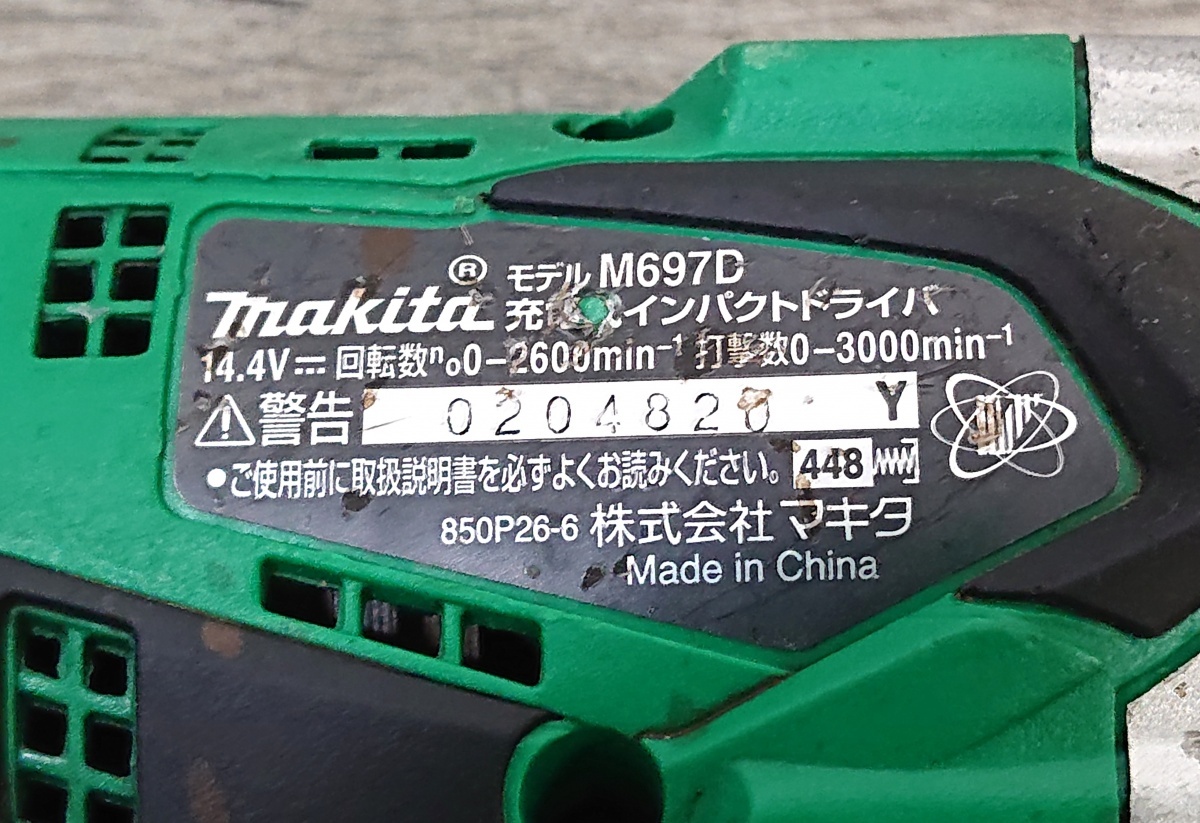 ® モデル M697D
makita 充電式インパクトドライバ
14.4V⎓ 回転数n₀0-2600min⁻¹ 打撃数0-3000min⁻¹
⚠警告 0204820 Y
●ご使用前に取扱説明書を必ずよくお読みください。 448
850P26-6 株式会社 マキタ
Made in China